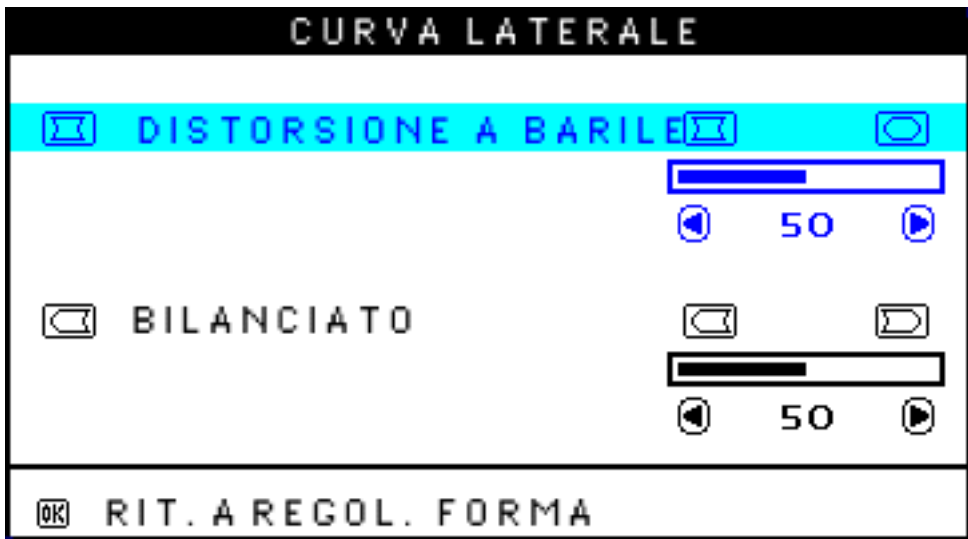 CURVA LATERALE
DISTORSIONE A BARILE
50
BILANCIATO
50
OK RIT. A REGOL. FORMA